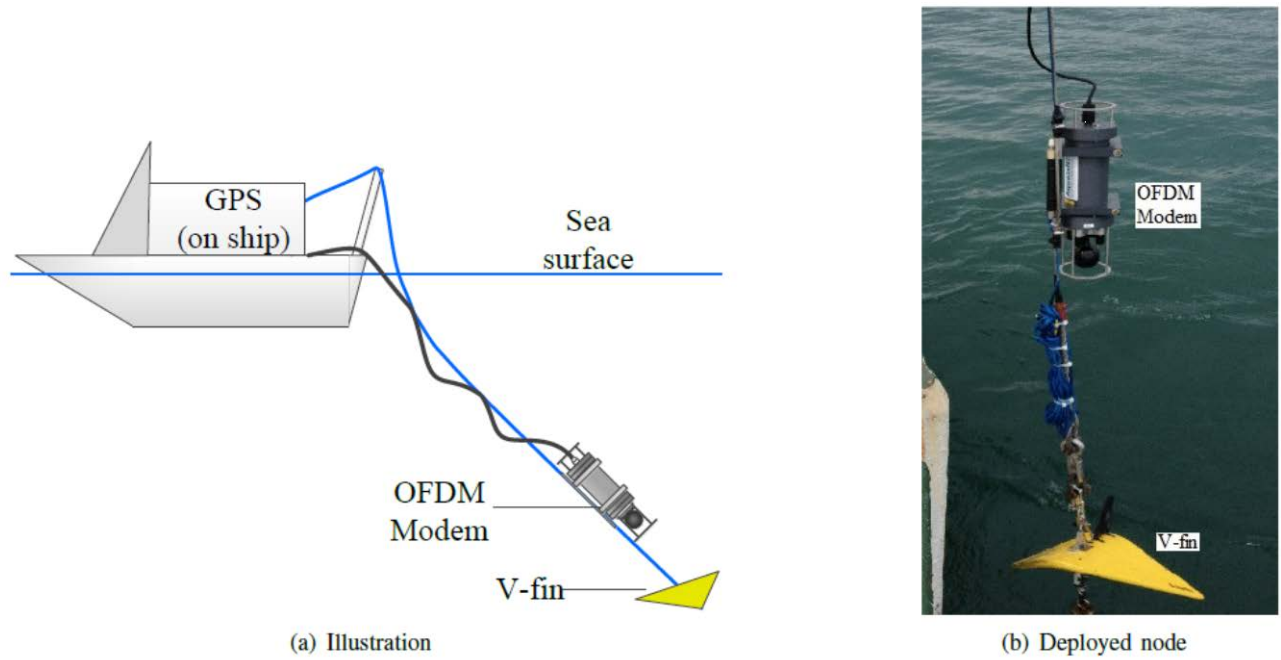 GPS
(on ship)
Sea
surface
OFDM
Modem
V-fin
(a) Illustration
OFDM
Modem
V-fin
(b) Deployed node